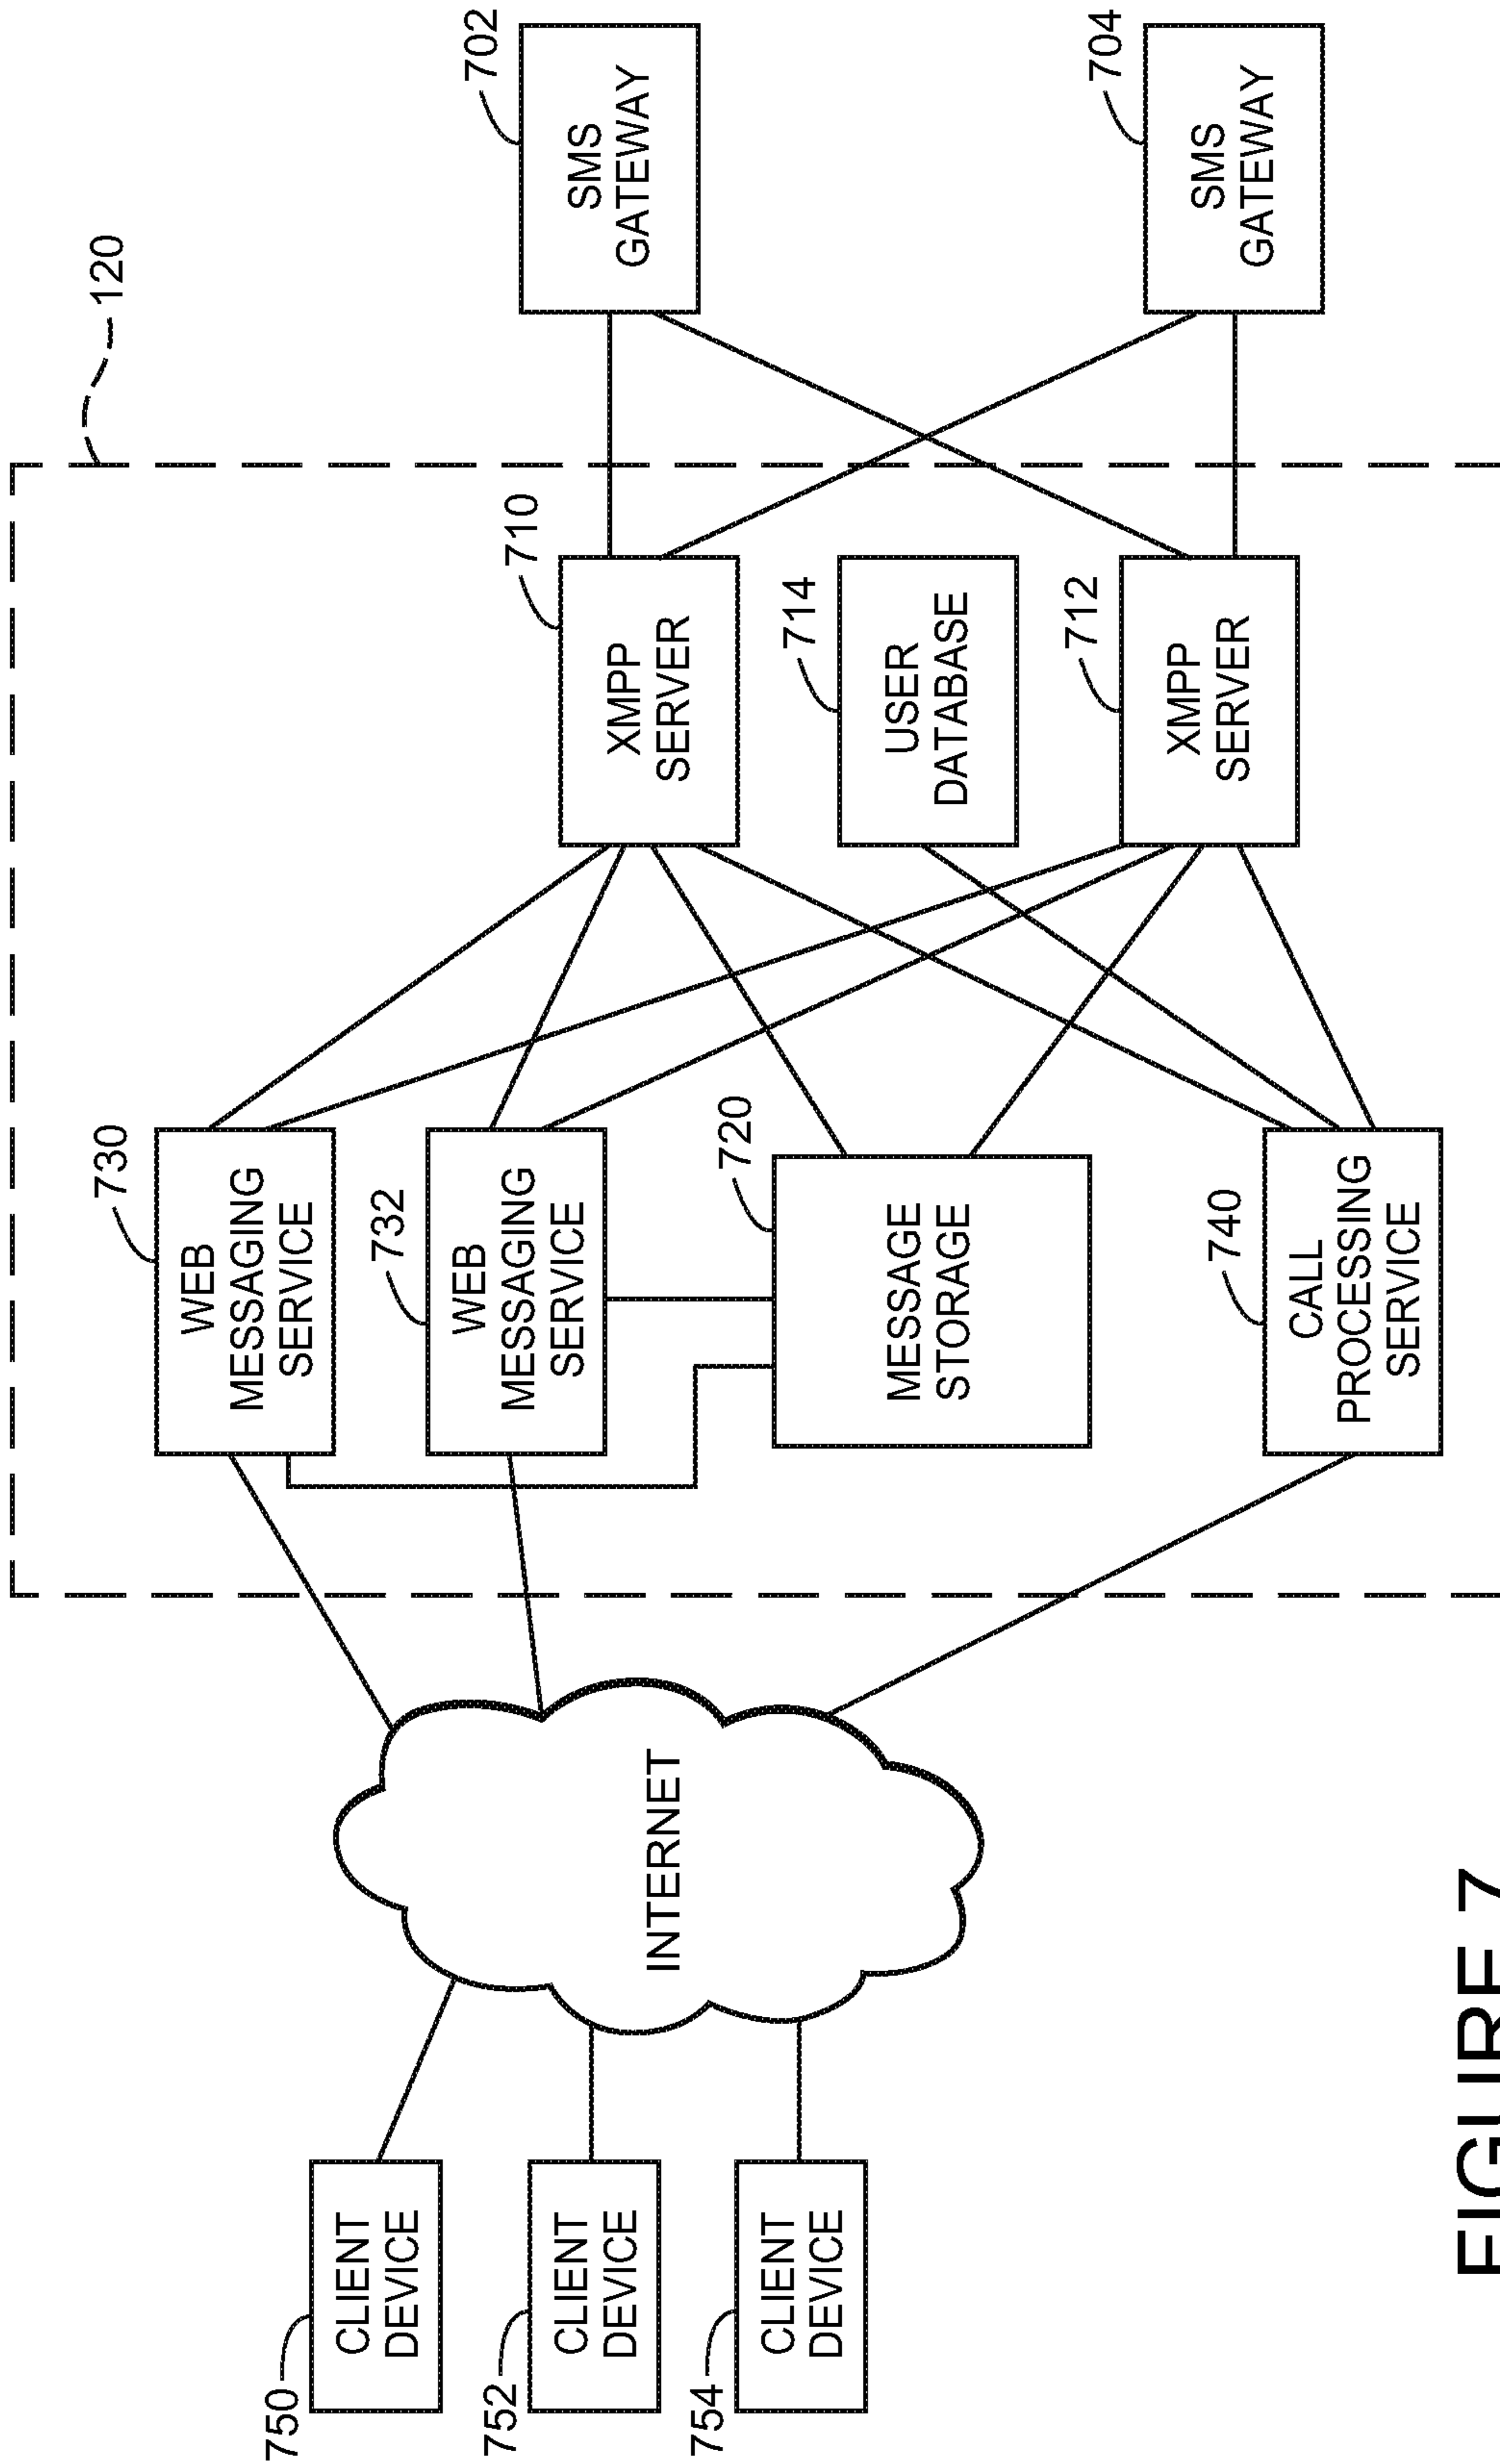 120
702
SMS
GATEWAY
704
SMS
GATEWAY
710
XMPP
SERVER
714
USER
DATABASE
712
XMPP
SERVER
730
WEB
MESSAGING
SERVICE
732
WEB
MESSAGING
SERVICE
720
MESSAGE
STORAGE
740
CALL
PROCESSING
SERVICE
INTERNET
750
CLIENT
DEVICE
752
CLIENT
DEVICE
754
CLIENT
DEVICE
FIGURE 7